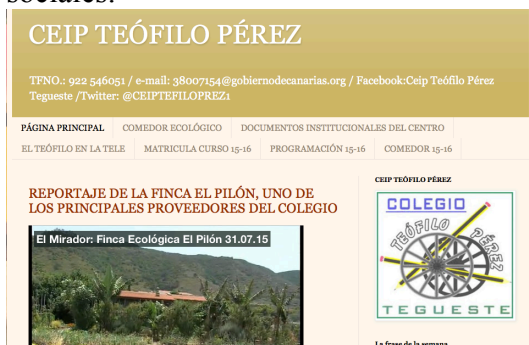 sociales.
CEIP TEÓFILO PÉREZ
TFNO.: 922 546051 / e-mail: 38007154@gobiernodecanarias.org / Facebook:Ceip Teófilo Pérez
Tegueste /Twitter: @CEIPTEFILOPREZ1
PÁGINA PRINCIPAL COMEDOR ECOLÓGICO DOCUMENTOS INSTITUCIONALES DEL CENTRO
EL TEÓFILO EN LA TELE MATRICULA CURSO 15-16 PROGRAMACIÓN 15-16 COMEDOR 15-16
REPORTAJE DE LA FINCA EL PILÓN, UNO DE
LOS PRINCIPALES PROVEEDORES DEL COLEGIO
El Mirador: Finca Ecológica El Pilón 31.07.15
CEIP TEÓFILO PÉREZ
COLEGIO
TEÓFILO PÉREZ
TEGUESTE
La frase de la semana